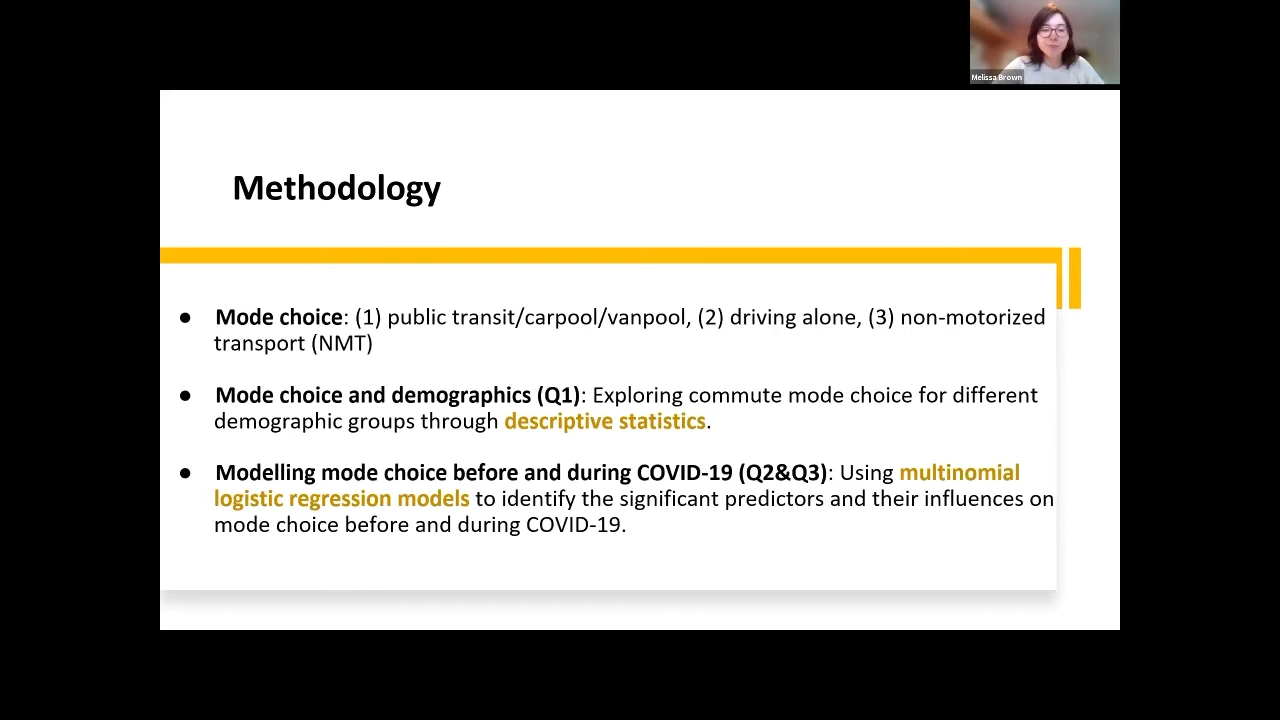 Melissa Brown
Methodology
● Mode choice: (1) public transit/carpool/vanpool, (2) driving alone, (3) non-motorized
transport (NMT)
● Mode choice and demographics (Q1): Exploring commute mode choice for different
demographic groups through descriptive statistics.
● Modelling mode choice before and during COVID-19 (Q2&Q3): Using multinomial
logistic regression models to identify the significant predictors and their influences on
mode choice before and during COVID-19.